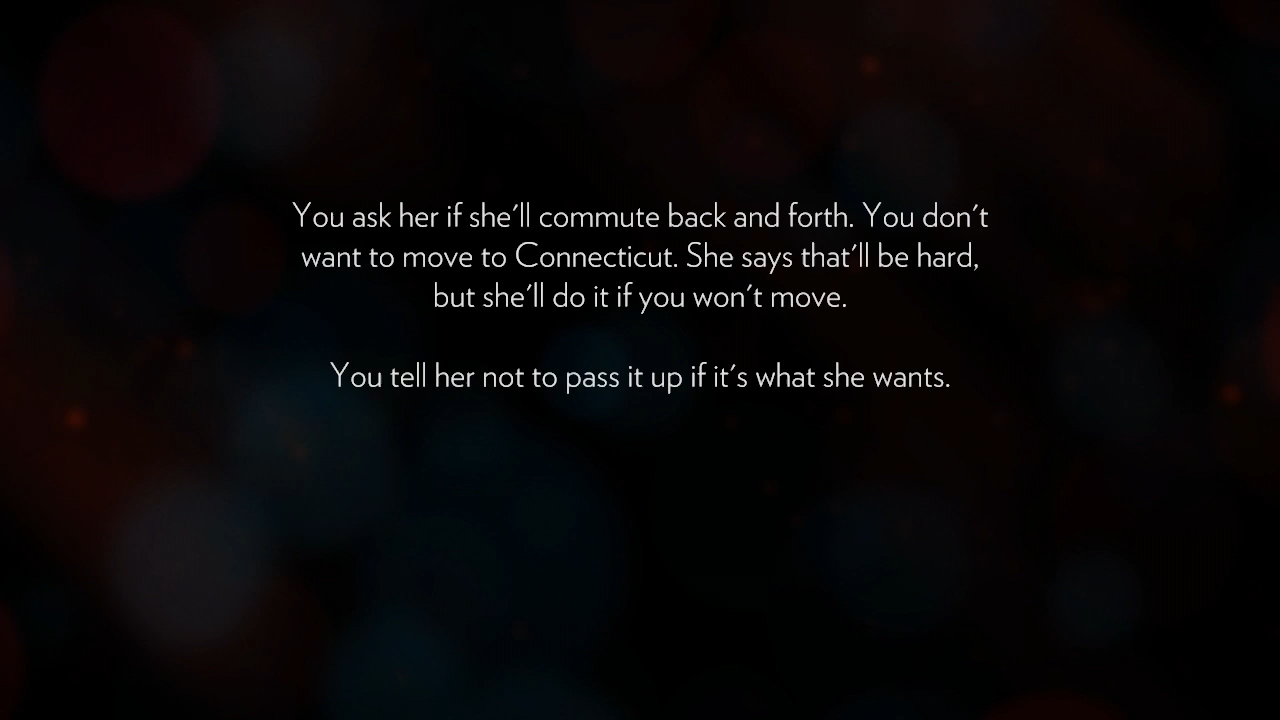 You ask her if she'll commute back and forth. You don't
want to move to Connecticut. She says that'll be hard,
but she'll do it if you won't move.
You tell her not to pass it up if it's what she wants.